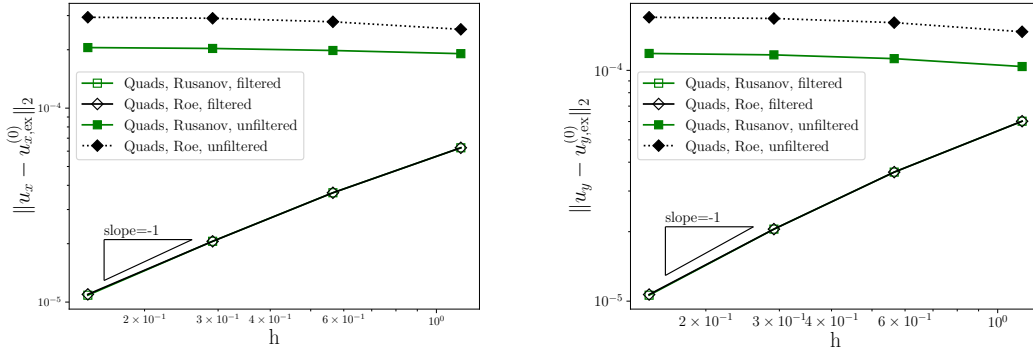 ||u_x − u_{x,ex}^{(0)}||_2
10^{-4}
10^{-5}
Quads, Rusanov, filtered
Quads, Roe, filtered
Quads, Rusanov, unfiltered
Quads, Roe, unfiltered
slope=-1
2 × 10^{-1} 3 × 10^{-1} 4 × 10^{-1} 6 × 10^{-1} 10^0
h
||u_y − u_{y,ex}^{(0)}||_2
10^{-4}
10^{-5}
Quads, Rusanov, filtered
Quads, Roe, filtered
Quads, Rusanov, unfiltered
Quads, Roe, unfiltered
slope=-1
2 × 10^{-1} 3 × 10^{-1} 4 × 10^{-1} 6 × 10^{-1} 10^0
h